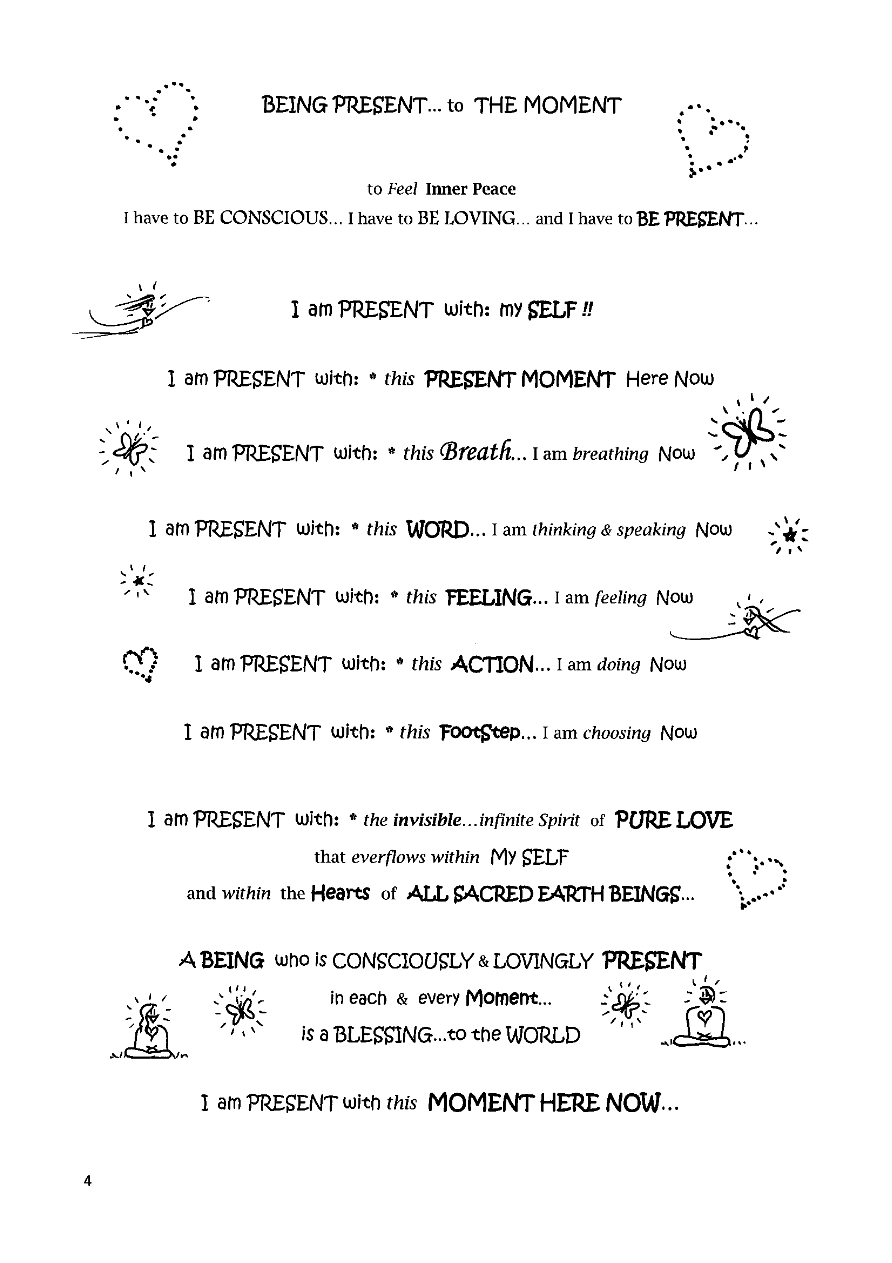 BEING PRESENT... to THE MOMENT
to Feel Inner Peace
I have to BE CONSCIOUS... I have to BE LOVING... and I have to BE PRESENT...
I am PRESENT with: my SELF !!
I am PRESENT with: * this PRESENT MOMENT Here Now
I am PRESENT with: * this Breath... I am breathing Now
I am PRESENT with: * this WORD... I am thinking & speaking Now
I am PRESENT with: * this FEELING... I am feeling Now
I am PRESENT with: * this ACTION... I am doing Now
I am PRESENT with: * this FootStep... I am choosing Now
I am PRESENT with: * the invisible...infinite Spirit of PURE LOVE
that everflows within My SELF
and within the Hearts of ALL SACRED EARTH BEINGS...
A BEING who is CONSCIOUSLY & LOVINGLY PRESENT
in each & every Moment...
is a BLESSING...to the WORLD
I am PRESENT with this MOMENT HERE NOW...
4